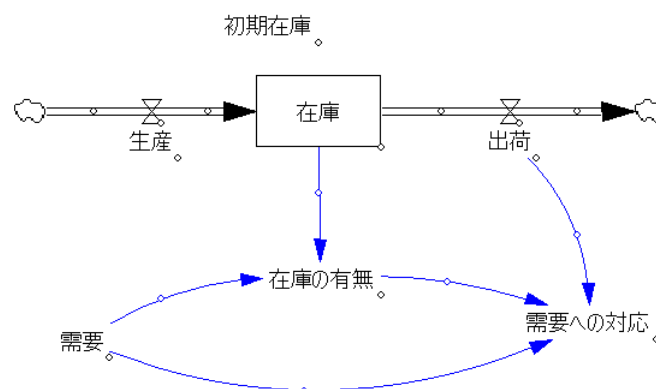 初期在庫
在庫
生産
出荷
在庫の有無
需要への対応
需要